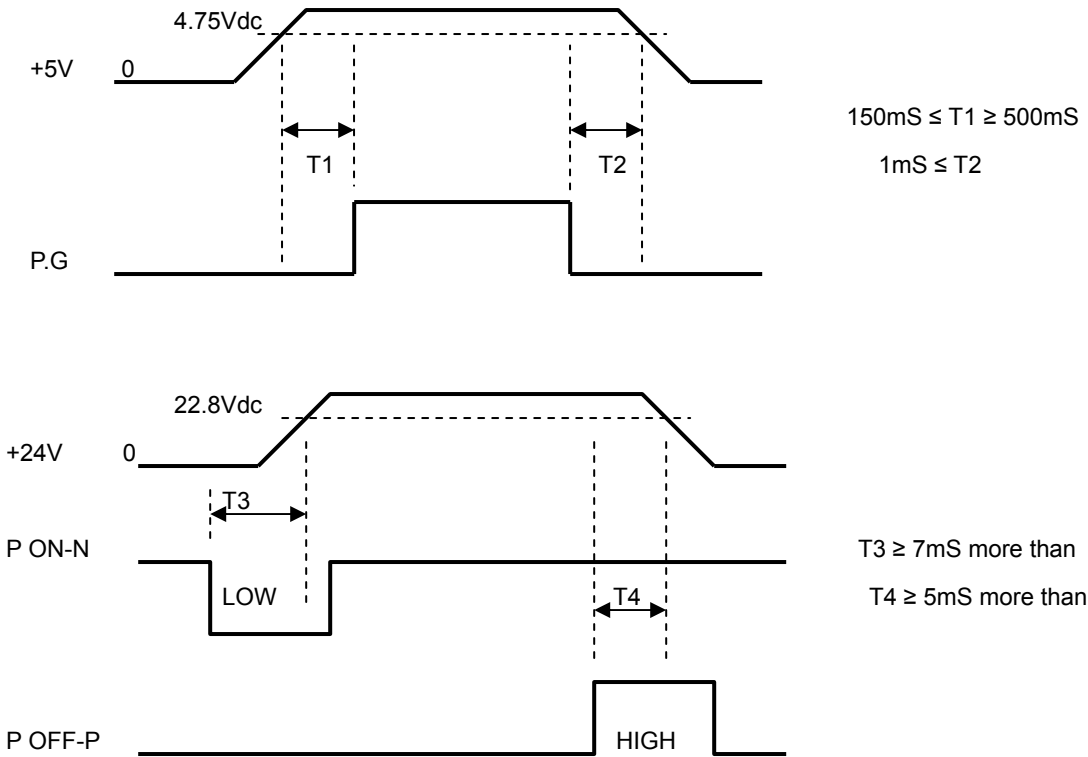 4.75Vdc
+5V 0
150mS ≤ T1 ≥ 500mS
T1 T2 1mS ≤ T2
P.G
22.8Vdc
+24V 0
T3
P ON-N T3 ≥ 7mS more than
LOW T4 T4 ≥ 5mS more than
P OFF-P HIGH